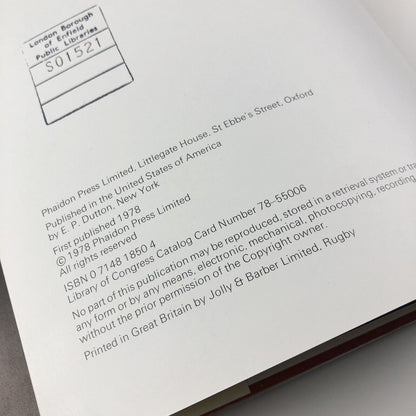 London Borough
of Enfield
Public Libraries
S01521
Phaidon Press Limited, Littlegate House, St Ebbe's Street, Oxford
Published in the United States of America
by E. P. Dutton, New York
First published 1978
© 1978 Phaidon Press Limited
All rights reserved
ISBN 0 7148 1850 4
Library of Congress Catalog Card Number 78–55006
No part of this publication may be reproduced, stored in a retrieval system or tra
any form or by any means, electronic, mechanical, photocopying, recording,
without the prior permission of the Copyright owner.
Printed in Great Britain by Jolly & Barber Limited, Rugby